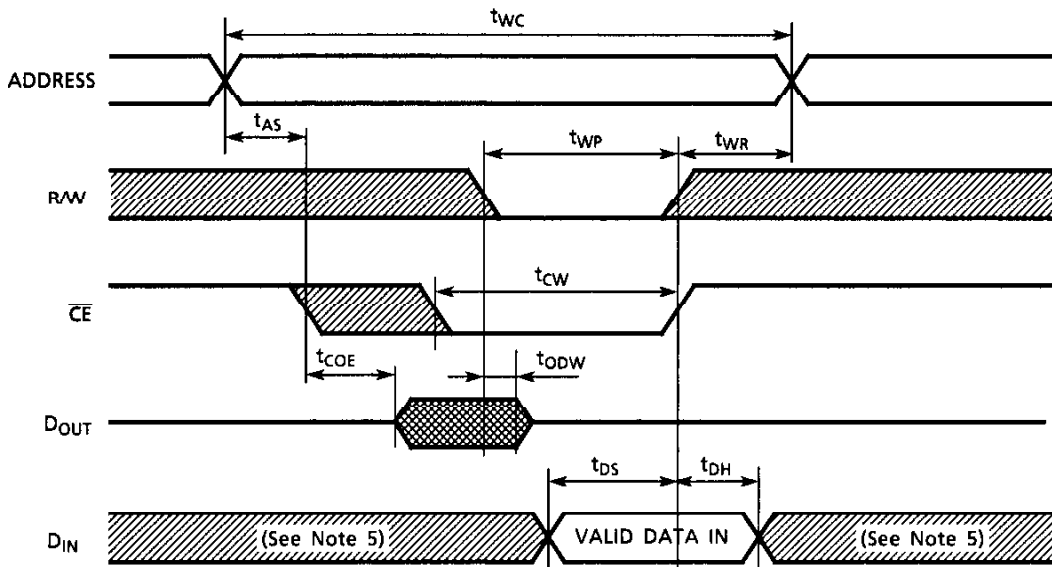 tWC
ADDRESS
tAS
tWP
tWR
R/W
tCW
CE
tCOE
tODW
DOUT
tDS
tDH
DIN
(See Note 5)
VALID DATA IN
(See Note 5)